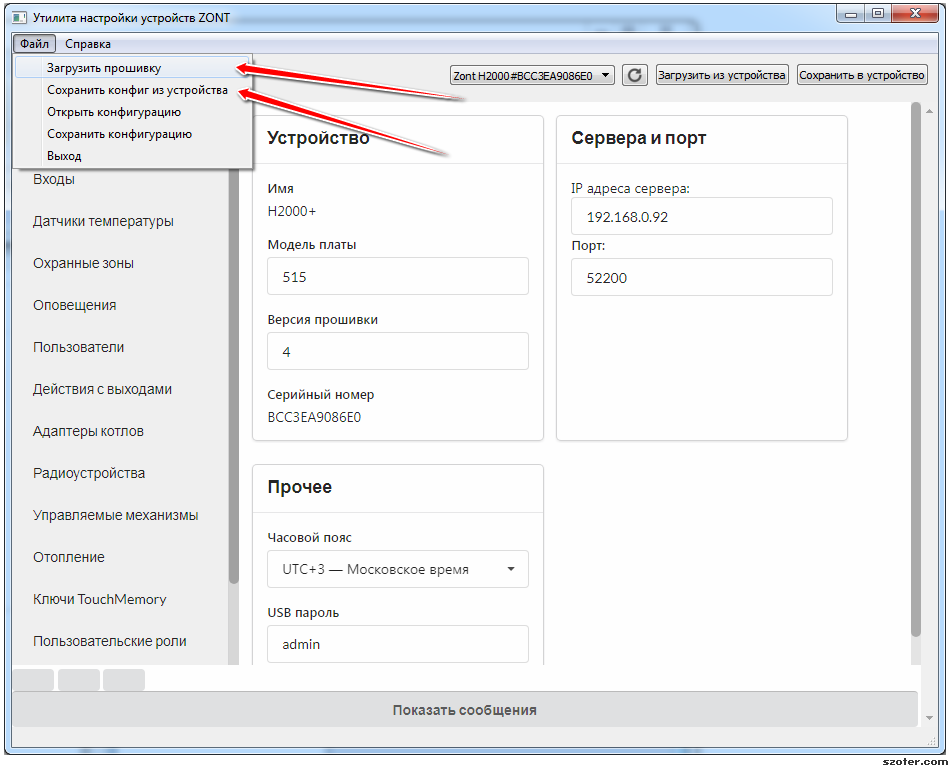 Утилита настройки устройств ZONT
Файл Справка
Загрузить прошивку
Сохранить конфиг из устройства
Открыть конфигурацию
Сохранить конфигурацию
Выход
Zont H2000#BCC3EA9086E0
Загрузить из устройства
Сохранить в устройство
Входы
Датчики температуры
Охранные зоны
Оповещения
Пользователи
Действия с выходами
Адаптеры котлов
Радиоустройства
Управляемые механизмы
Отопление
Ключи TouchMemory
Пользовательские роли
Устройство
Имя
H2000+
Модель платы
515
Версия прошивки
4
Серийный номер
BCC3EA9086E0
Сервера и порт
IP адреса сервера:
192.168.0.92
Порт:
52200
Прочее
Часовой пояс
UTC+3 — Московское время
USB пароль
admin
Показать сообщения
szoter.com